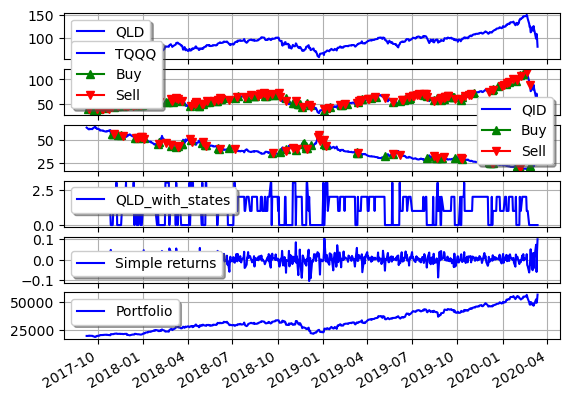 150
100
QLD
TQQQ
Buy
Sell
100
50
QID
Buy
Sell
50
25
2.5
0.0
QLD_with_states
0.1
0.0
-0.1
Simple returns
50000
25000
Portfolio
2017-10
2018-01
2018-04
2018-07
2018-10
2019-01
2019-04
2019-07
2019-10
2020-01
2020-04